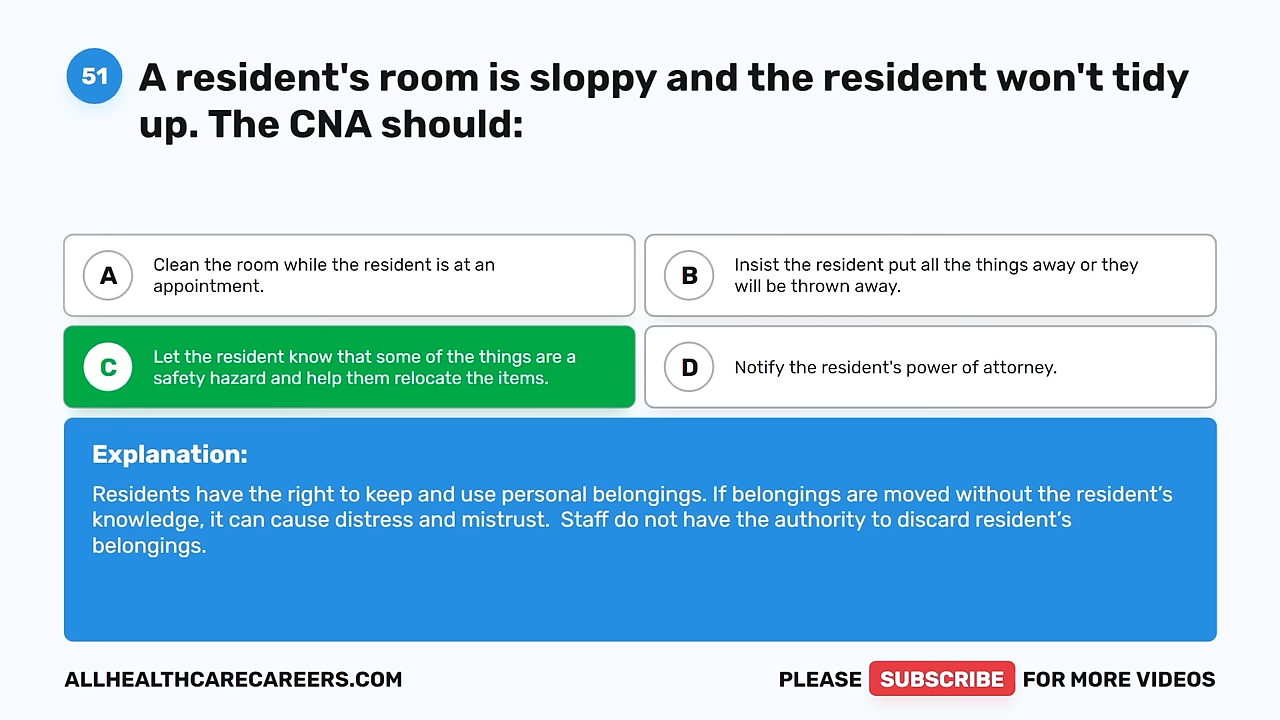 51
A resident's room is sloppy and the resident won't tidy
up. The CNA should:
A
Clean the room while the resident is at an
appointment.
B
Insist the resident put all the things away or they
will be thrown away.
C
Let the resident know that some of the things are a
safety hazard and help them relocate the items.
D
Notify the resident's power of attorney.
Explanation:
Residents have the right to keep and use personal belongings. If belongings are moved without the resident’s
knowledge, it can cause distress and mistrust.  Staff do not have the authority to discard resident’s
belongings.
ALLHEALTHCARECAREERS.COM
PLEASE SUBSCRIBE FOR MORE VIDEOS